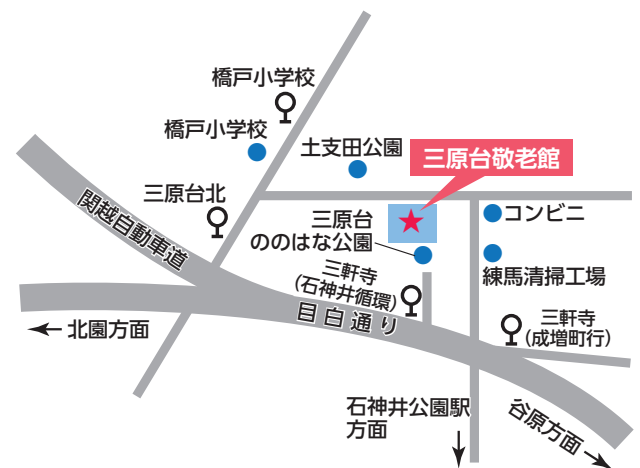 橋戸小学校
橋戸小学校
土支田公園
三原台敬老館
三原台北
三原台
ののはな公園
コンビニ
関越自動車道
三軒寺
(石神井循環)
練馬清掃工場
目白通り
北園方面
三軒寺
(成増町行)
石神井公園駅
方面
谷原方面